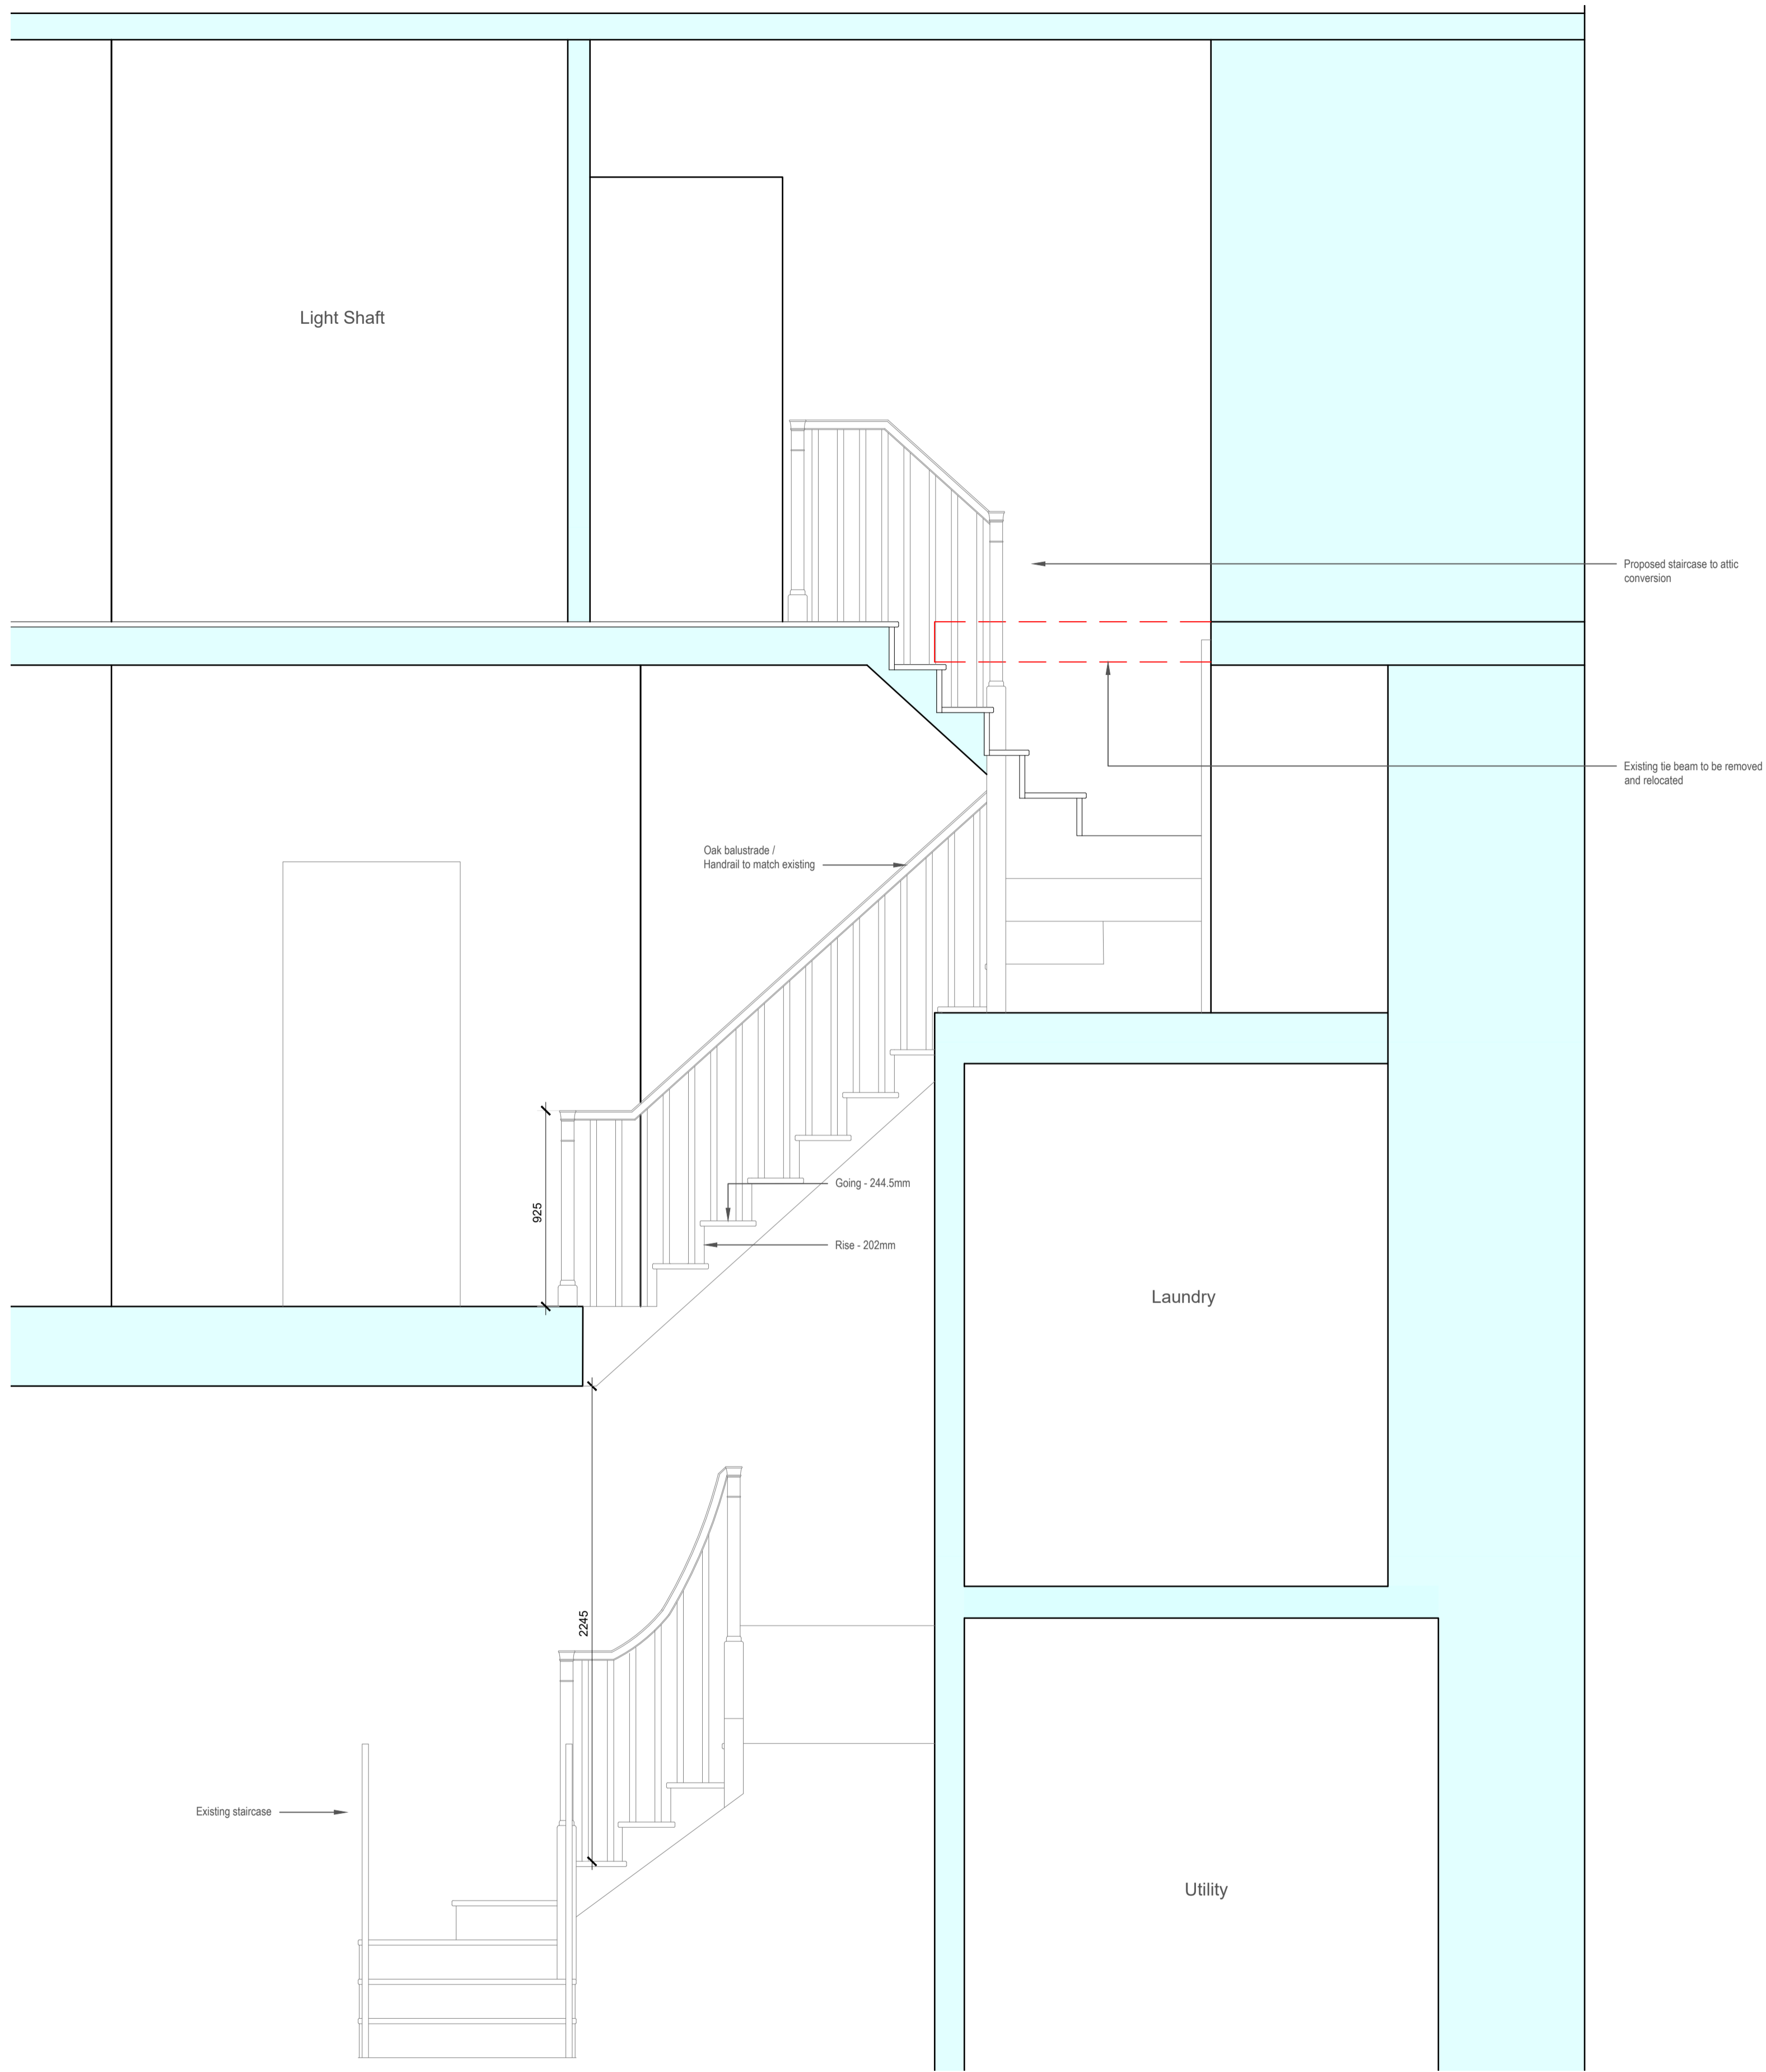 Light Shaft
Proposed staircase to attic
conversion
Existing tie beam to be removed
and relocated
Oak balustrade /
Handrail to match existing
925
Going - 244.5mm
Rise - 202mm
Laundry
2245
Existing staircase
Utility